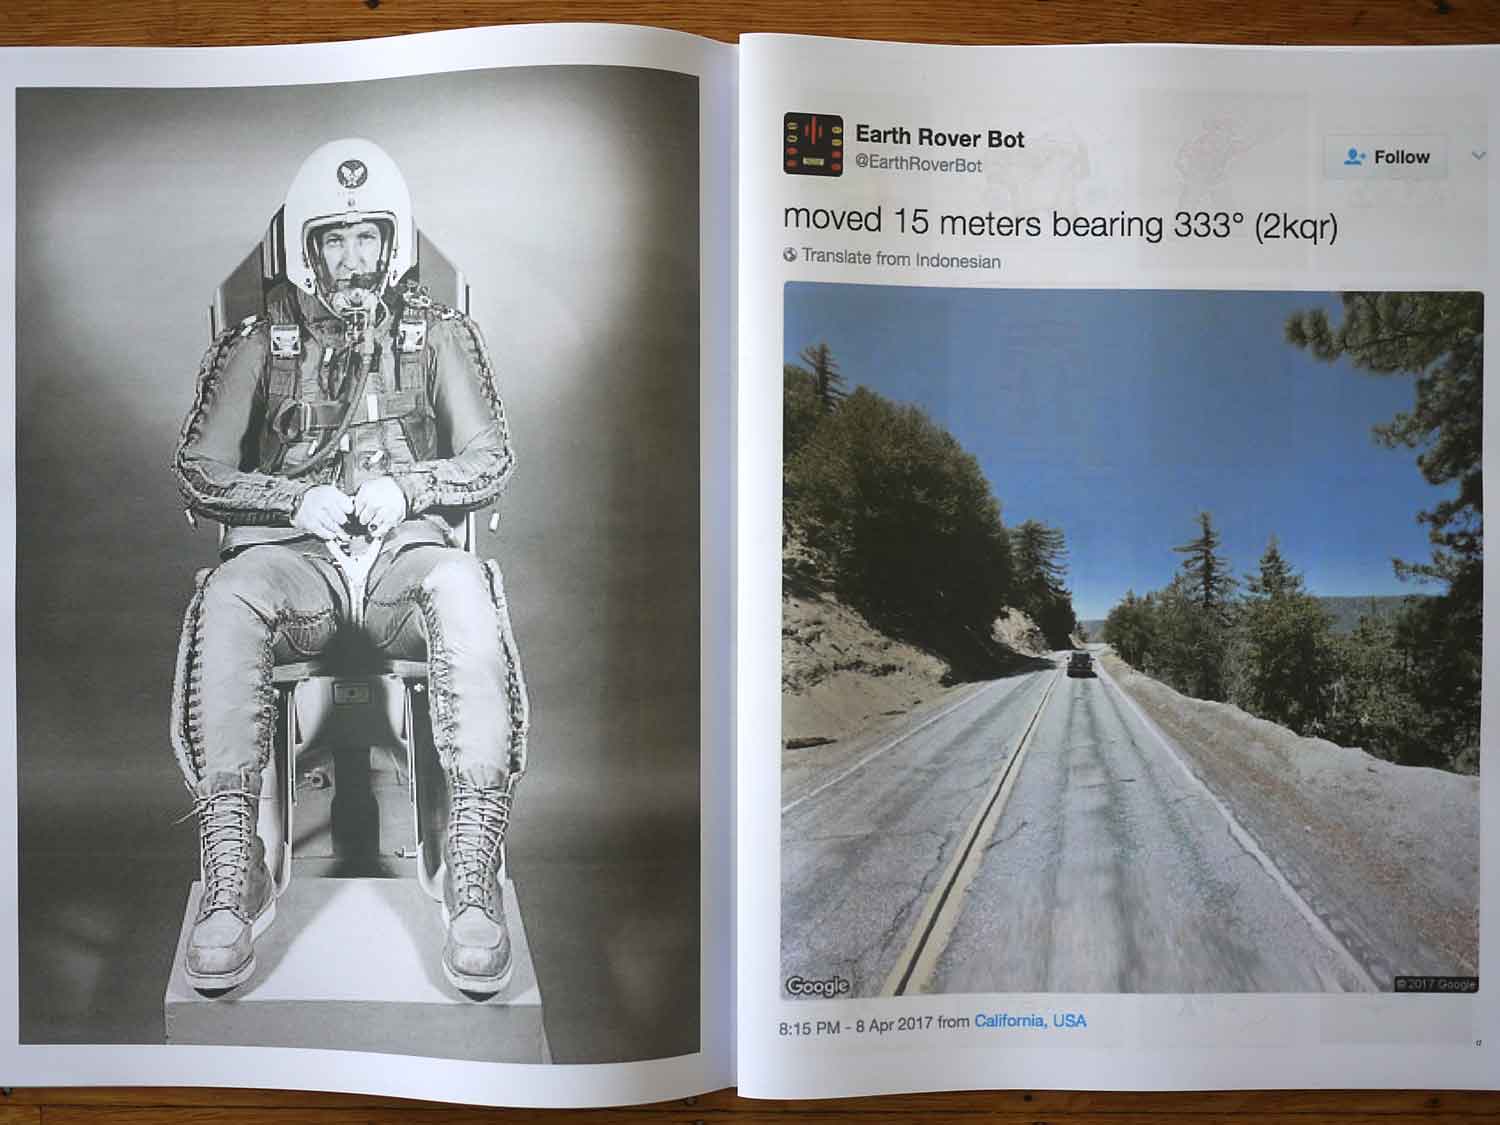 Earth Rover Bot
@EarthRoverBot
Follow
moved 15 meters bearing 333° (2kqr)
Translate from Indonesian
Google
© 2017 Google
8:15 PM - 8 Apr 2017 from California, USA